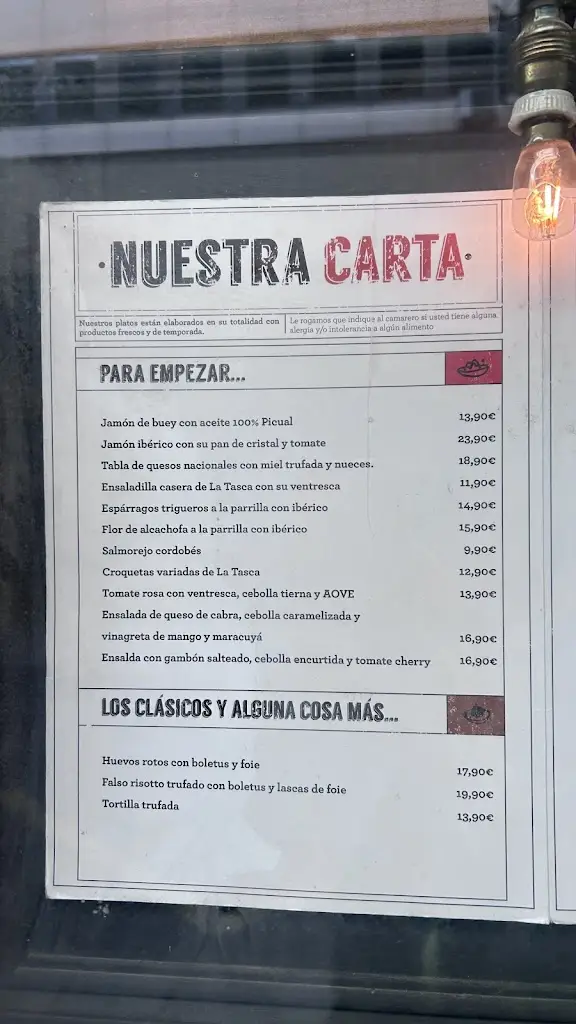 ·NUESTRA CARTA·
Nuestros platos están elaborados en su totalidad con
productos frescos y de temporada.
Le rogamos que indique al camarero si usted tiene alguna
alergia y/o intolerancia a algún alimento
PARA EMPEZAR...
Jamón de buey con aceite 100% Picual 13,90€
Jamón ibérico con su pan de cristal y tomate 23,90€
Tabla de quesos nacionales con miel trufada y nueces. 18,90€
Ensaladilla casera de La Tasca con su ventresca 11,90€
Espárragos trigueros a la parrilla con ibérico 14,90€
Flor de alcachofa a la parrilla con ibérico 15,90€
Salmorejo cordobés 9,90€
Croquetas variadas de La Tasca 12,90€
Tomate rosa con ventresca, cebolla tierna y AOVE 13,90€
Ensalada de queso de cabra, cebolla caramelizada y
vinagreta de mango y maracuyá 16,90€
Ensalda con gambón salteado, cebolla encurtida y tomate cherry 16,90€
LOS CLÁSICOS Y ALGUNA COSA MÁS...
Huevos rotos con boletus y foie 17,90€
Falso risotto trufado con boletus y lascas de foie 19,90€
Tortilla trufada 13,90€